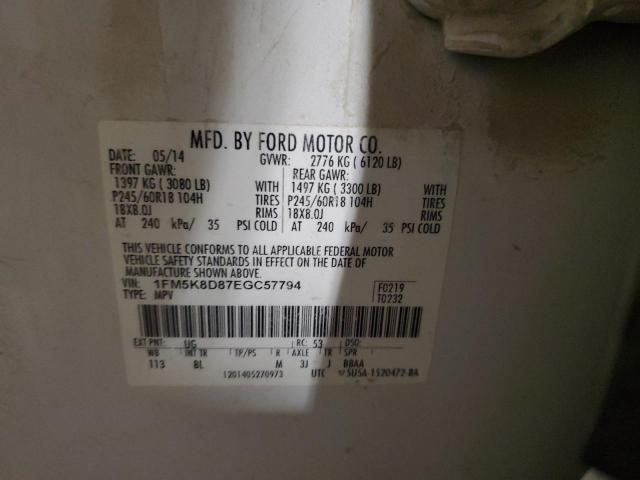 MFD. BY FORD MOTOR CO.
DATE: 05/14 GVWR: 2776 KG ( 6120 LB)
FRONT GAWR: REAR GAWR:
1397 KG ( 3080 LB) WITH 1497 KG ( 3300 LB) WITH
P245/60R18 104H TIRES P245/60R18 104H TIRES
18X8.0J RIMS 18X8.0J RIMS
AT 240 kPa/ 35 PSI COLD AT 240 kPa/ 35 PSI COLD
THIS VEHICLE CONFORMS TO ALL APPLICABLE FEDERAL MOTOR
VEHICLE SAFETY STANDARDS IN EFFECT ON THE DATE OF
MANUFACTURE SHOWN ABOVE.
VIN: 1FM5K8D87EGC57794 F0219
TYPE: MPV T0232
EXT PNT: UG RC: 53 DSO:
WB INT TR TP/PS R AXLE TR SPR
113 BL M 3J J BBAA
1201405270973 UTC 5U5A-1520472-BA